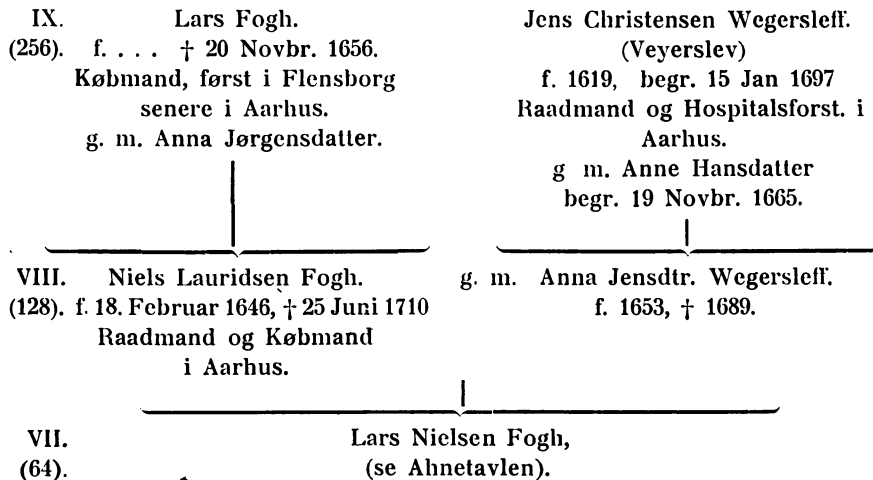 IX. Lars Fogh.
(256). f. . . . † 20 Novbr. 1656.
Købmand, først i Flensborg
senere i Aarhus.
g. m. Anna Jørgensdatter.
Jens Christensen Wegersleff.
(Veyerslev)
f. 1619, begr. 15 Jan 1697
Raadmand og Hospitalsforst. i
Aarhus.
g m. Anne Hansdatter
begr. 19 Novbr. 1665.
VIII. Niels Lauridsen Fogh. g. m. Anna Jensdtr. Wegersleff.
(128). f. 18. Februar 1646, † 25 Juni 1710 f. 1653, † 1689.
Raadmand og Købmand
i Aarhus.
VII. Lars Nielsen Fogh,
(64). (se Ahnetavlen).